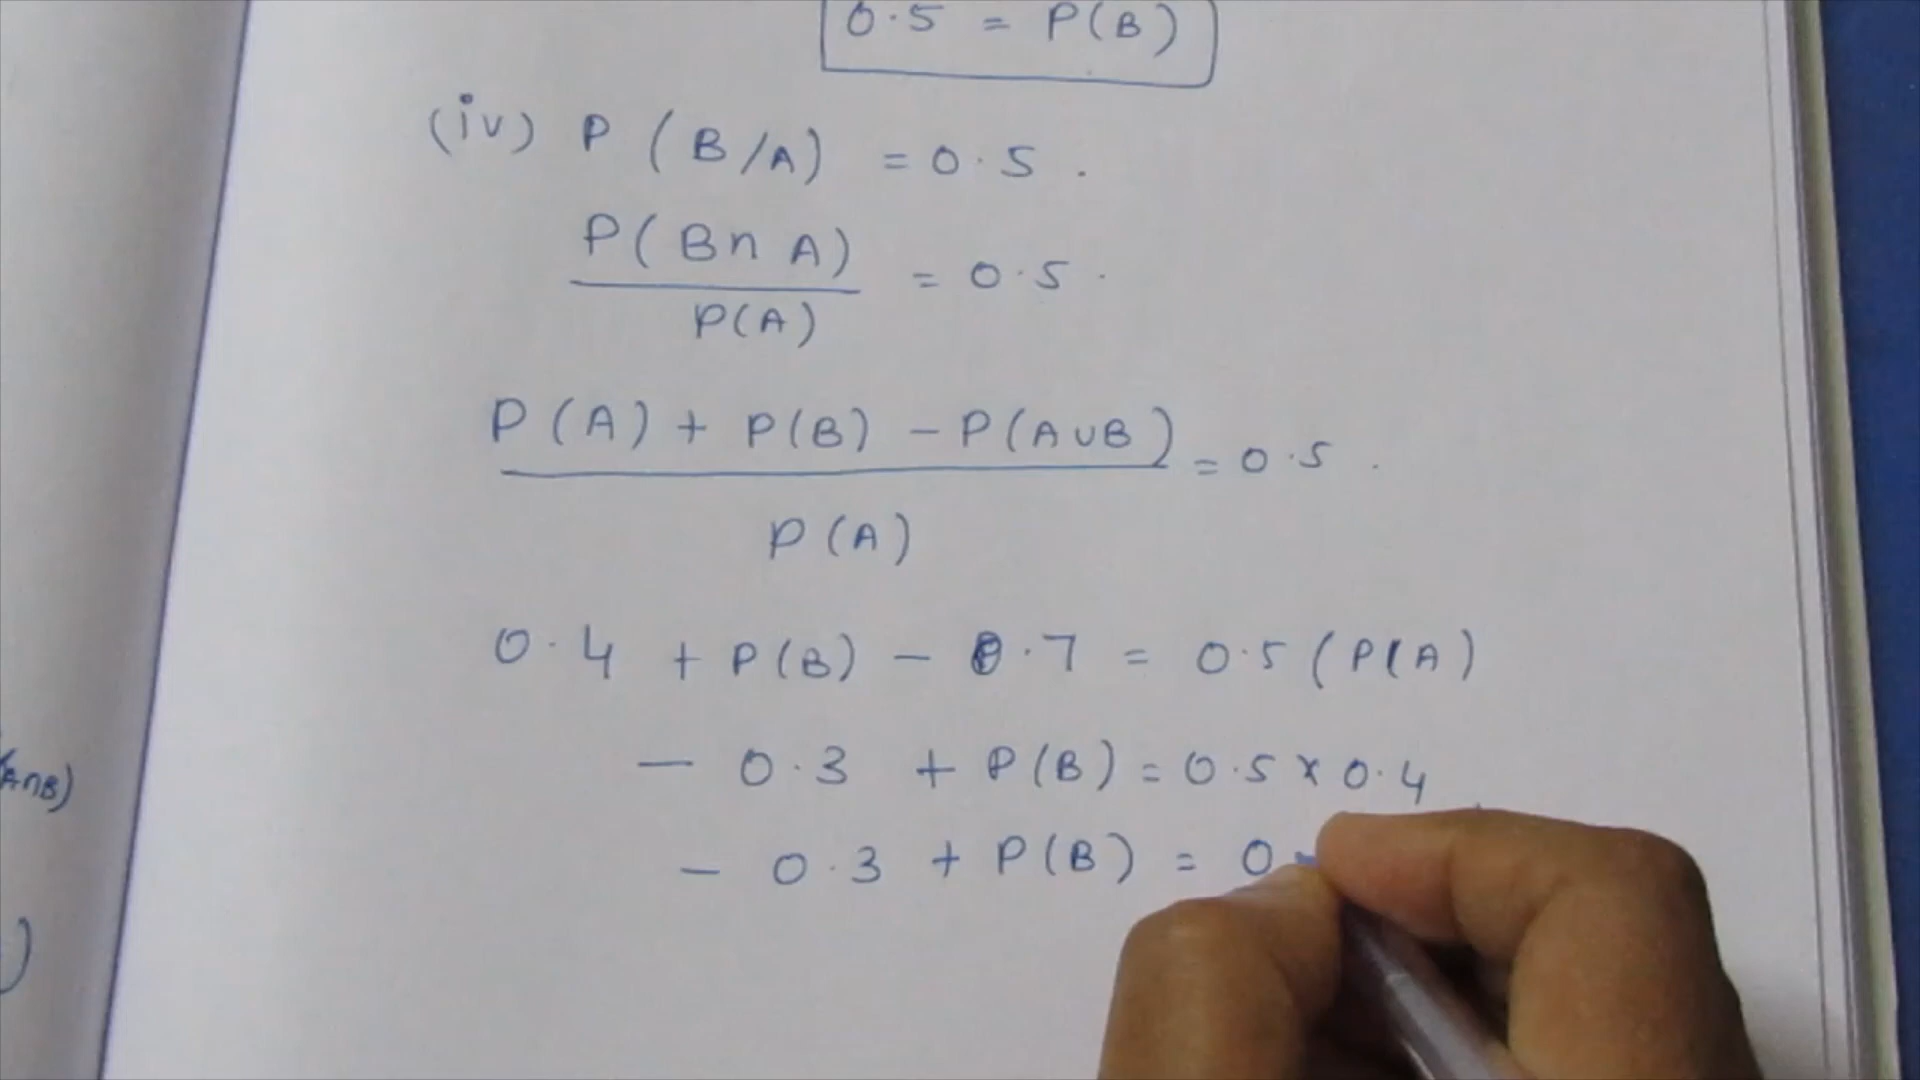 0.5 = P(B)
(iv) P (B/A) = 0.5.
P(B∩A)
= 0.5.
P(A)
P(A) + P(B) - P(A∪B)
= 0.5.
P(A)
0.4 + P(B) - 0.7 = 0.5 (P(A)
- 0.3 + P(B) = 0.5 x 0.4
- 0.3 + P(B) = 0.
A∩B)
)